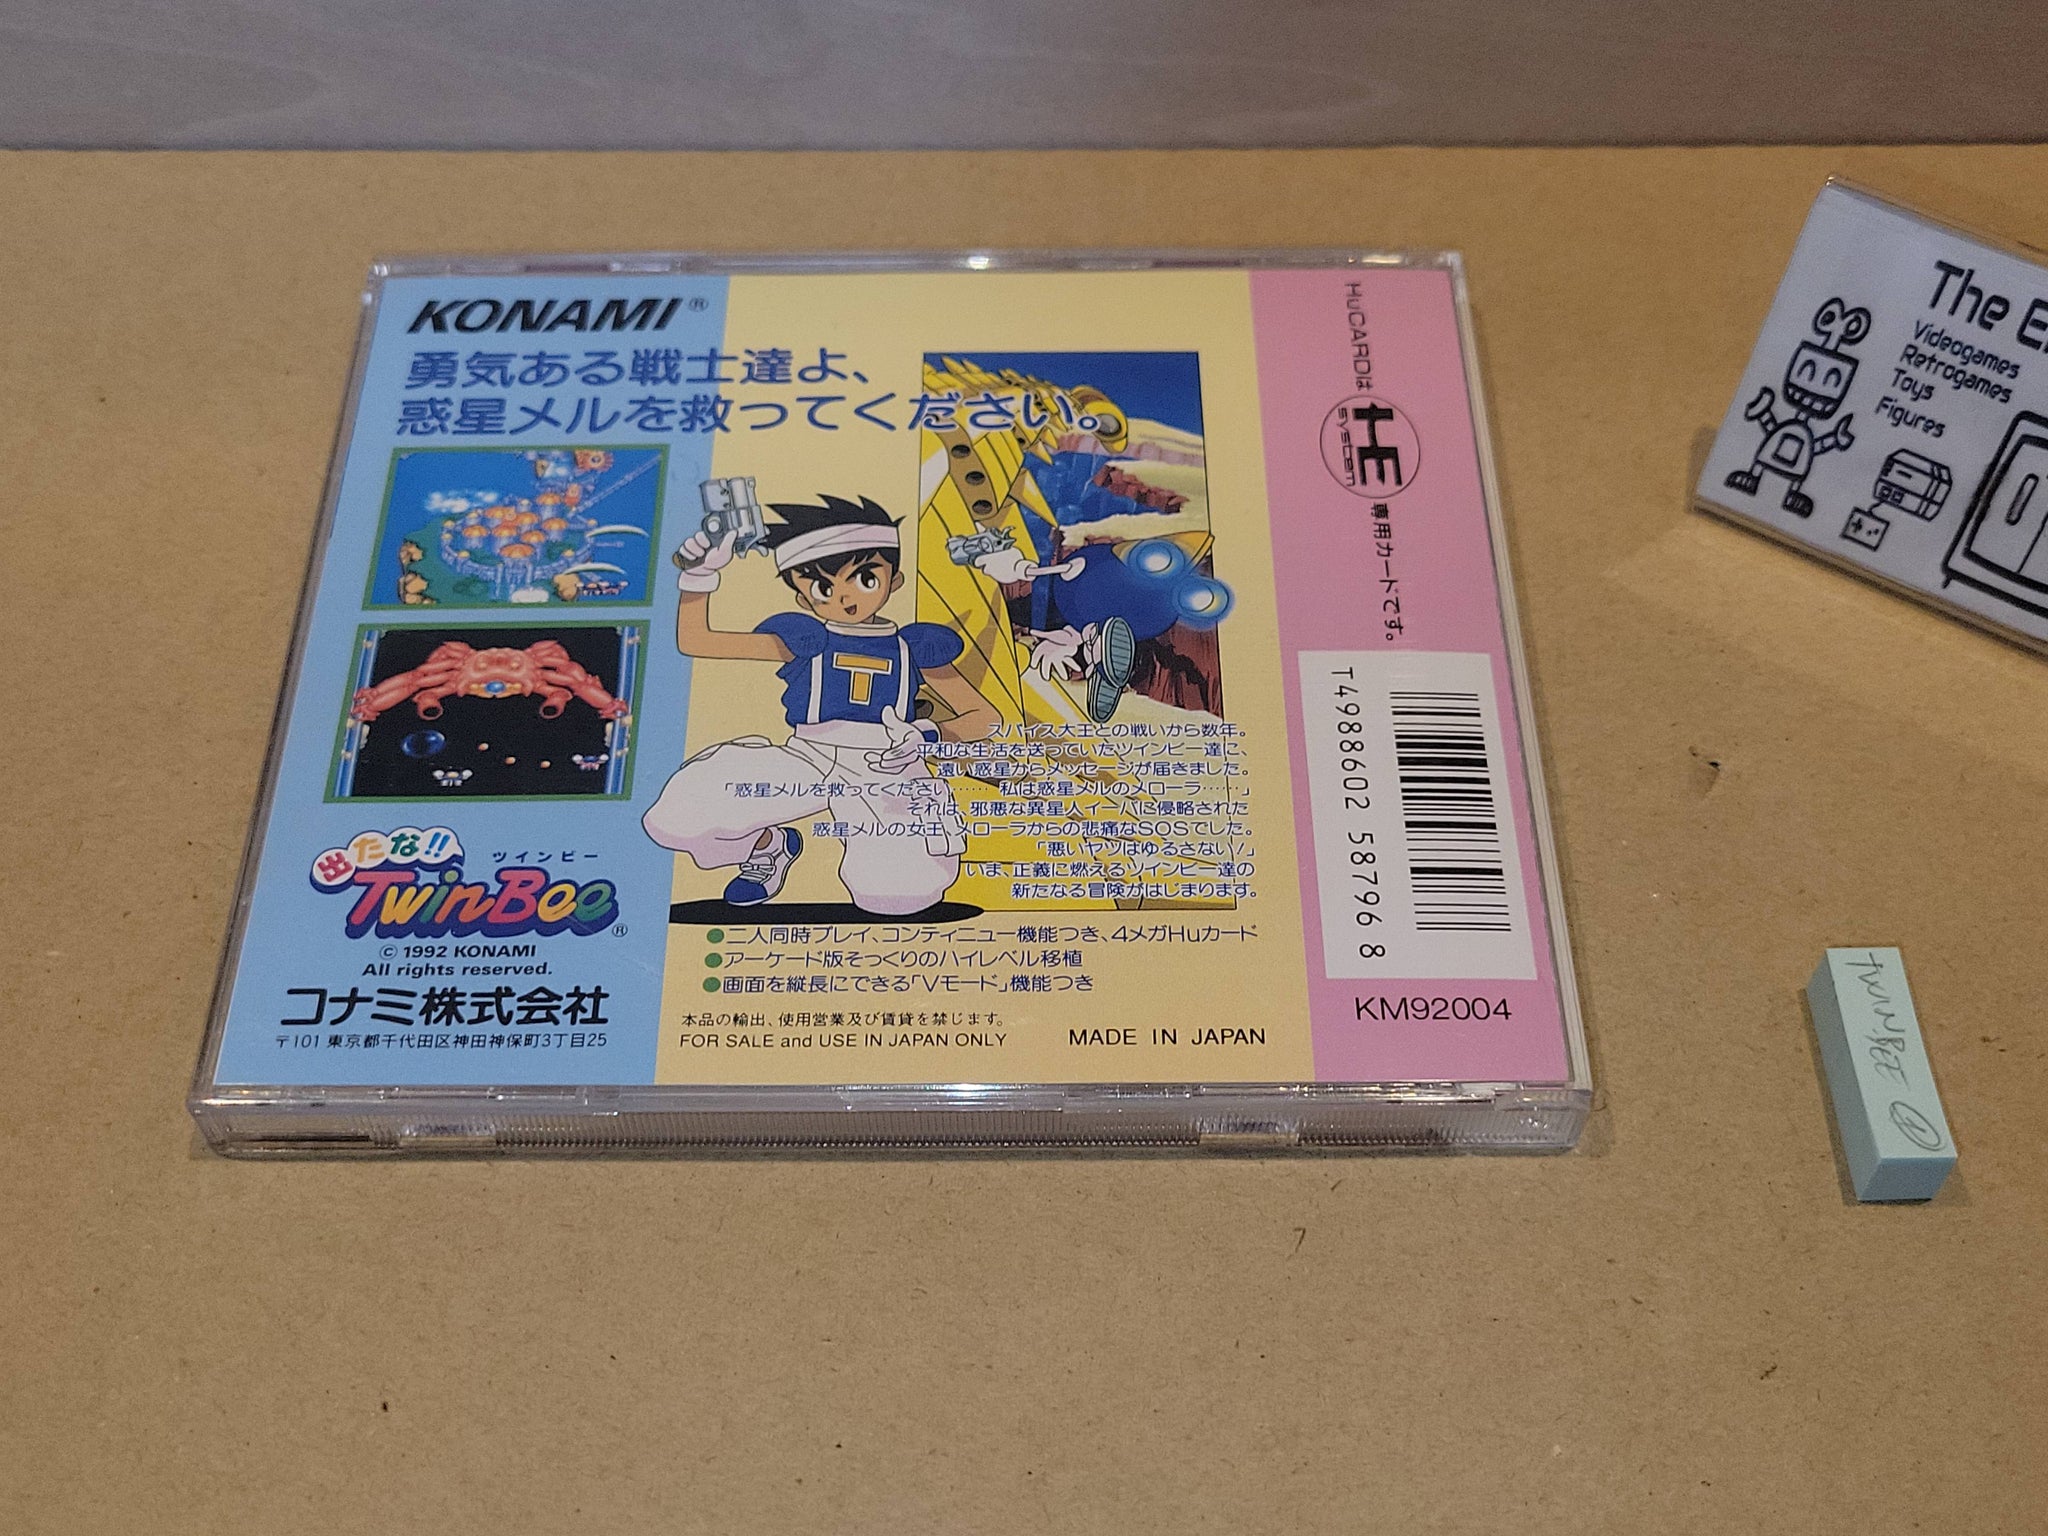 KONAMI®
勇気ある戦士達よ、
惑星メルを救ってください。
スパイス大王との戦いから数年。
平和な生活を送っていたツインビー達に、
遠い惑星からメッセージが届きました。
「惑星メルを救ってください…… 私は惑星メルのメローラ……」
それは、邪悪な異星人イーバに侵略された
惑星メルの女王、メローラからの悲痛なSOSでした。
「悪いヤツはゆるさない!」
いま、正義に燃えるツインビー達の
新たなる冒険がはじまります。
●二人同時プレイ、コンティニュー機能つき、4メガHuカード
●アーケード版そっくりのハイレベル移植
●画面を縦長にできる「Vモード」機能つき
本品の輸出、使用営業及び賃貸を禁じます。
FOR SALE and USE IN JAPAN ONLY
MADE IN JAPAN
出たな!!
ツインビー
TwinBee®
© 1992 KONAMI
All rights reserved.
コナミ株式会社
〒101 東京都千代田区神田神保町3丁目25
T
HuCARDは
HE
system
専用カードです。
T4988602 587968
KM92004
The
Videogames
Retrogames
Toys
Figures
TWINBEE